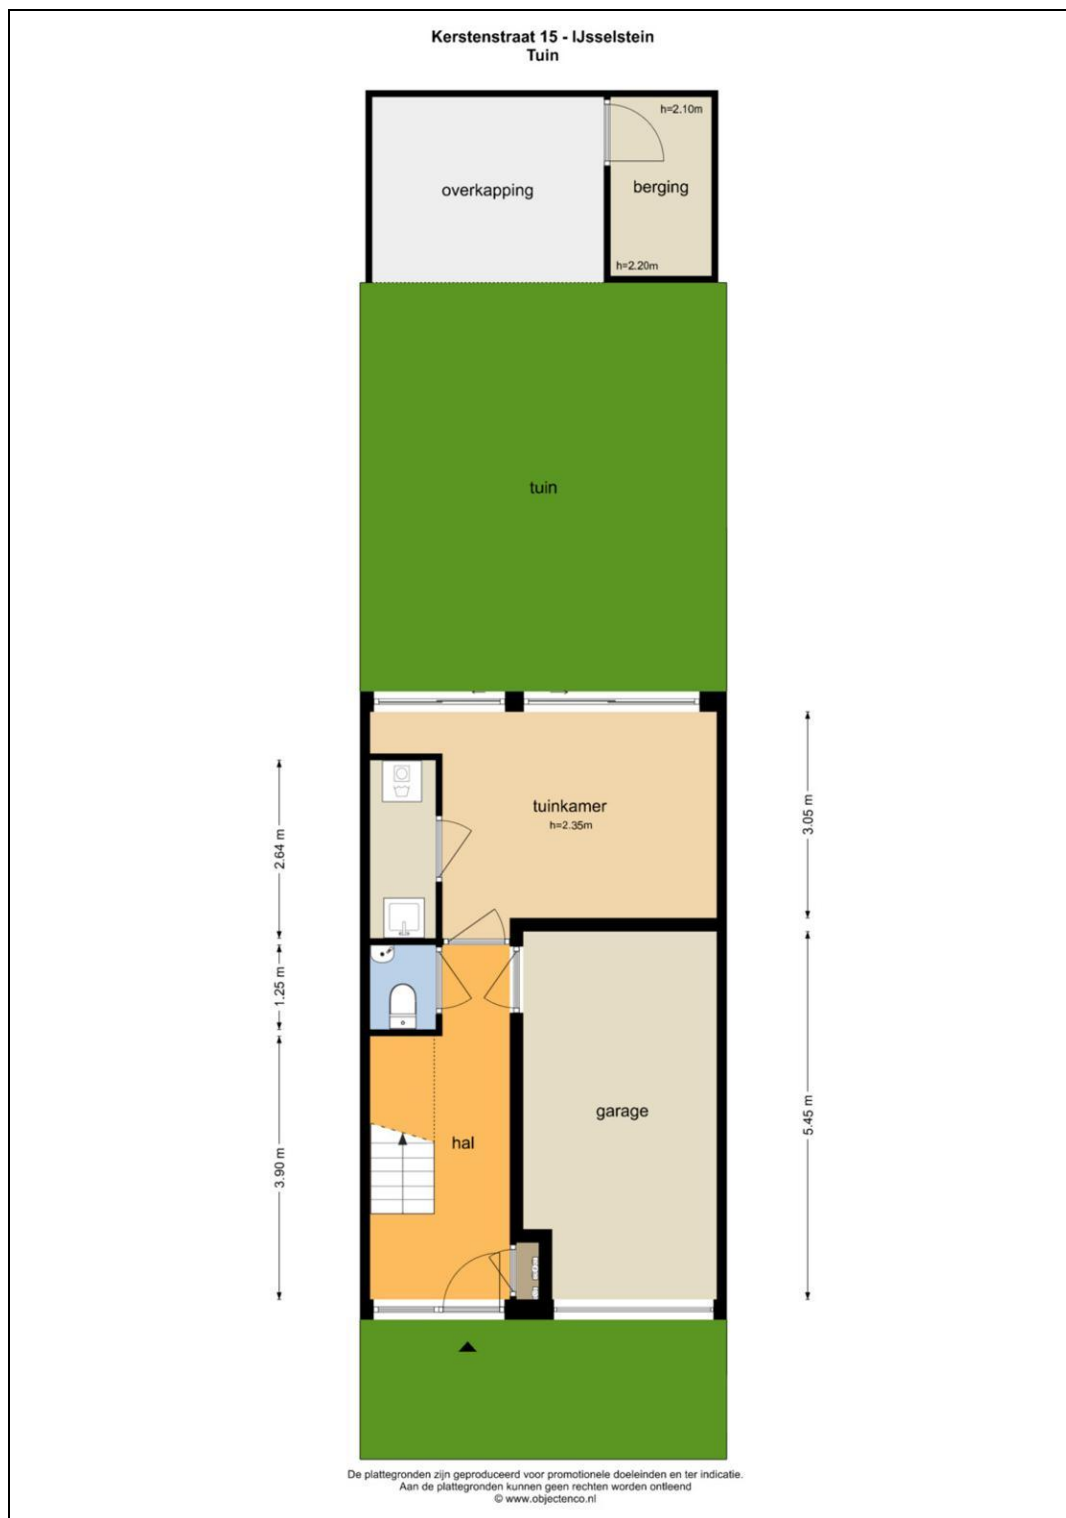 Kerstenstraat 15 - IJsselstein
Tuin
h=2.10m
overkapping
berging
h=2.20m
tuin
tuinkamer
h=2.35m
3.05 m
2.64 m
1.25 m
garage
5.45 m
hal
3.90 m
De plattegronden zijn geproduceerd voor promotionele doeleinden en ter indicatie.
Aan de plattegronden kunnen geen rechten worden ontleend
© www.objectenco.nl